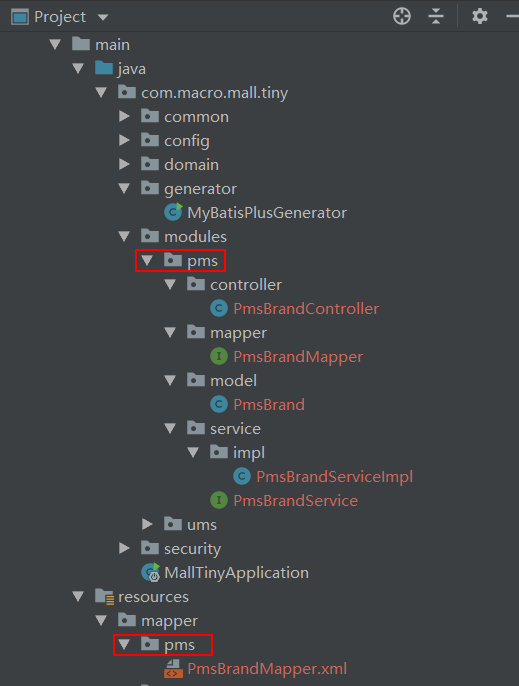 Project
main
java
com.macro.mall.tiny
common
config
domain
generator
MyBatisPlusGenerator
modules
pms
controller
PmsBrandController
mapper
PmsBrandMapper
model
PmsBrand
service
impl
PmsBrandServiceImpl
PmsBrandService
ums
security
MallTinyApplication
resources
mapper
pms
PmsBrandMapper.xml